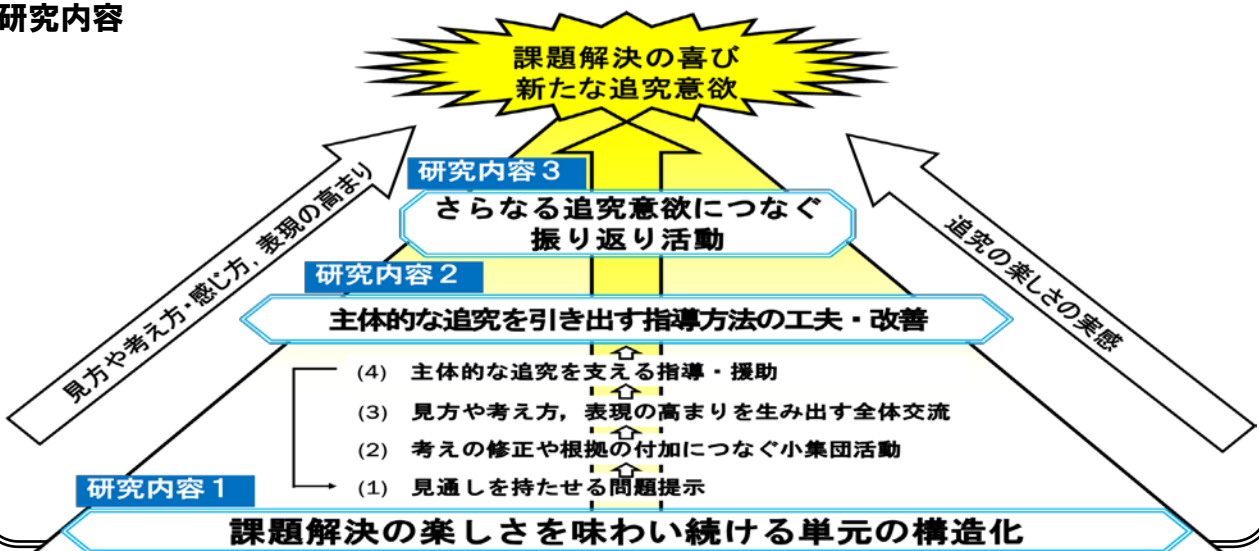 研究内容
課題解決の喜び
新たな追究意欲
見方や考え方・感じ方，表現の高まり
追究の楽しさの実感
研究内容３
さらなる追究意欲につなぐ
振り返り活動
研究内容２
主体的な追究を引き出す指導方法の工夫・改善
(4) 主体的な追究を支える指導・援助
(3) 見方や考え方，表現の高まりを生み出す全体交流
(2) 考えの修正や根拠の付加につなぐ小集団活動
(1) 見通しを持たせる問題提示
研究内容１
課題解決の楽しさを味わい続ける単元の構造化